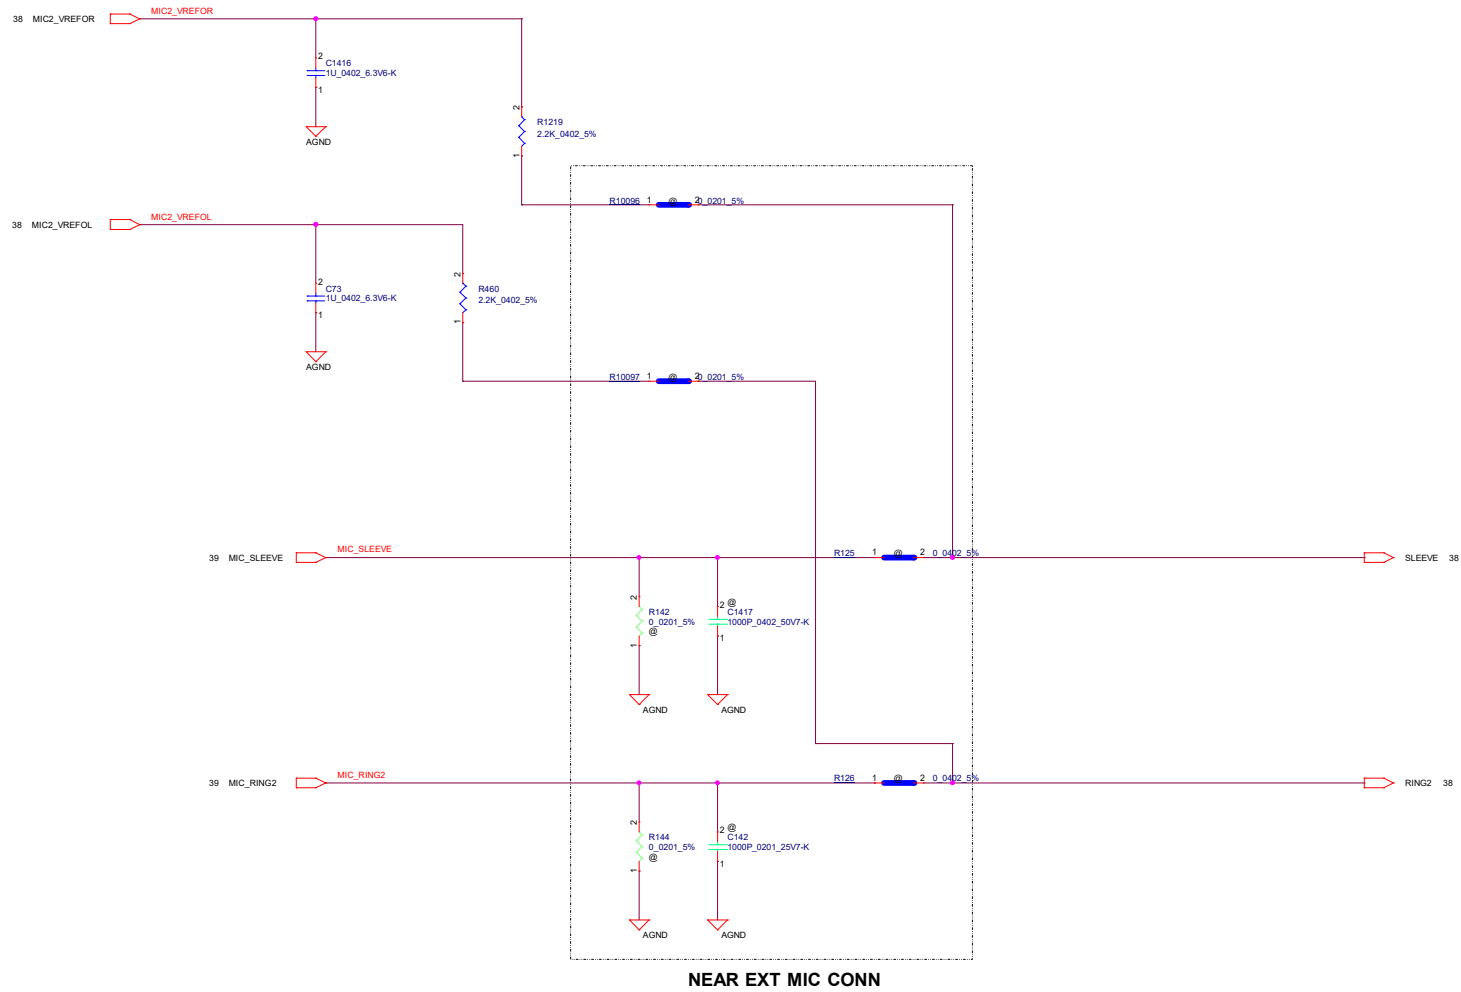 38 MIC2_VREFOR MIC2_VREFOR
2
C1416
1U_0402_6.3V6-K
1
AGND
2
R1219
2.2K_0402_5%
1
R10096 1 @ 2 0_0201_5%
38 MIC2_VREFOL MIC2_VREFOL
2
C73
1U_0402_6.3V6-K
1
AGND
2
R460
2.2K_0402_5%
1
R10097 1 @ 2 0_0201_5%
39 MIC_SLEEVE MIC_SLEEVE
R125 1 @ 2 0_0402_5%
SLEEVE 38
2
R142
0_0201_5%
@
1
AGND
2 @
C1417
1000P_0402_50V7-K
1
AGND
39 MIC_RING2 MIC_RING2
R126 1 @ 2 0_0402_5%
RING2 38
2
R144
0_0201_5%
@
1
AGND
2 @
C142
1000P_0201_25V7-K
1
AGND
NEAR EXT MIC CONN